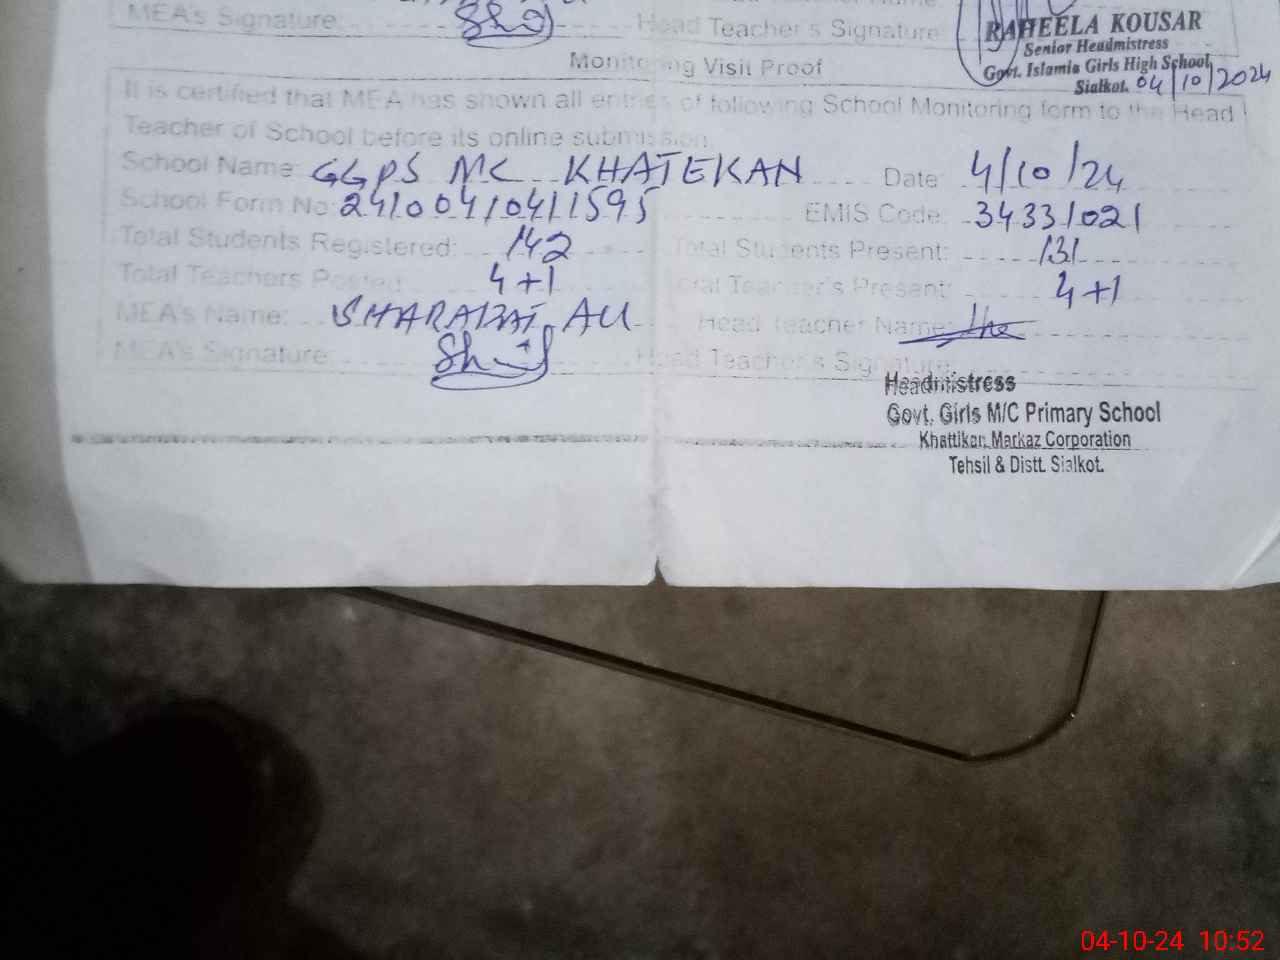 MEA's Signature: Head Teacher's Signature
RAHEELA KOUSAR
Senior Headmistress
Govt. Islamia Girls High School,
Sialkot. 04/10/2024
Monitoring Visit Proof
It is certified that MEA has shown all entries of following School Monitoring form to the Head
Teacher of School before its online submission.
School Name: GGPS MC KHATEKAN Date: 4/10/24
School Form No: 24100410411595 EMIS Code: 34331021
Total Students Registered: 142 Total Students Present: 131
Total Teachers Posted: 4+1 Total Teacher's Present: 4+1
MEA's Name: SHARAFAT ALI Head Teacher Name:
MEA's Signature: Head Teacher's Signature:
Headmistress
Govt. Girls M/C Primary School
Khattikan Markaz Corporation
Tehsil & Distt. Sialkot.
04-10-24 10:52